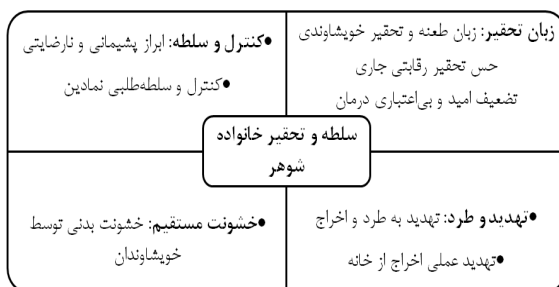 زبان تحقیر: زبان طعنه و تحقیر خویشاوندی
حس تحقیر رقابتی جاری
تضعیف امید و بی‌اعتباری درمان
•کنترل و سلطه: ابراز پشیمانی و نارضایتی
•کنترل و سلطه‌طلبی نمادین
سلطه و تحقیر خانواده
شوهر
•تهدید و طرد: تهدید به طرد و اخراج
•تهدید عملی اخراج از خانه
•خشونت مستقیم: خشونت بدنی توسط
خویشاوندان